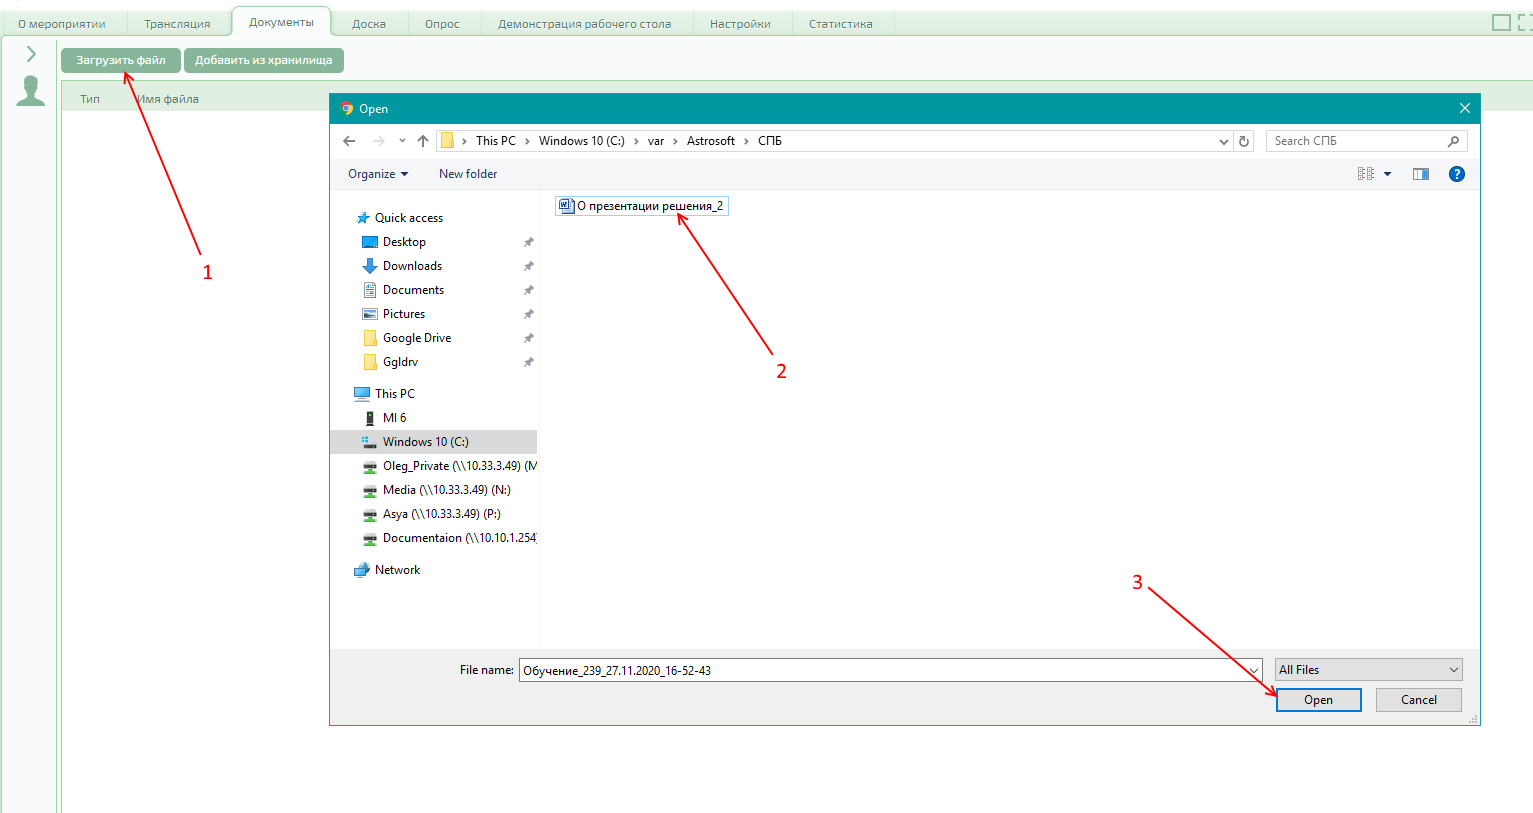 О мероприятии Трансляция Документы Доска Опрос Демонстрация рабочего стола Настройки Статистика
Загрузить файл Добавить из хранилища
Тип Имя файла
Open
This PC > Windows 10 (C:) > var > Astrosoft > СПБ
Search СПБ
Organize New folder
?
О презентации решения_2
Quick access
Desktop
Downloads
Documents
Pictures
Google Drive
Ggldrv
This PC
MI 6
Windows 10 (C:)
Oleg_Private (\\10.33.3.49) (M
Media (\\10.33.3.49) (N:)
Asya (\\10.33.3.49) (P:)
Documentaion (\\10.10.1.254)
Network
1
2
3
File name: Обучение_239_27.11.2020_16-52-43 All Files
Open Cancel